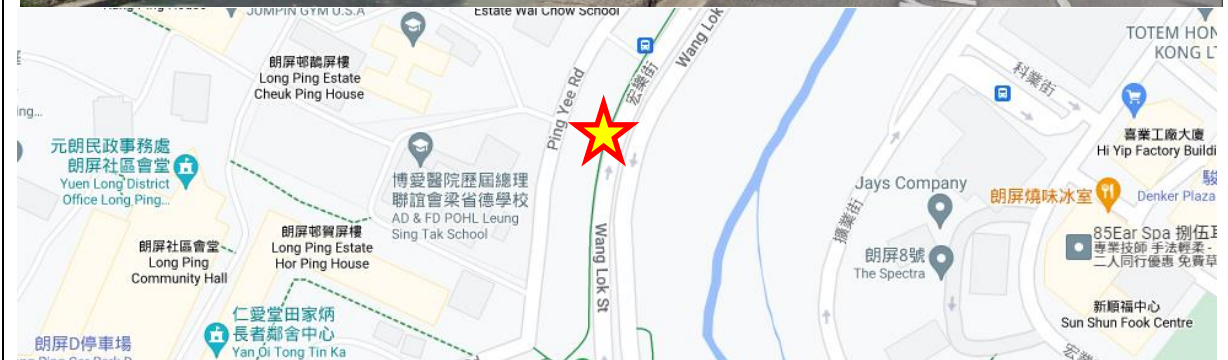 JUMPIN GYM U.S.A
Estate Wai Chow School
朗屏邨鵲屏樓
Long Ping Estate
Cheuk Ping House
ing...
元朗民政事務處
朗屏社區會堂
Yuen Long District
Office Long Ping...
朗屏社區會堂
Long Ping
Community Hall
朗屏邨賀屏樓
Long Ping Estate
Hor Ping House
博愛醫院歷屆總理
聯誼會梁省德學校
AD & FD POHL Leung
Sing Tak School
仁愛堂田家炳
長者鄰舍中心
Yan Oi Tong Tin Ka
朗屏D停車場
Ping Yee Rd
宏樂街
Wang Lok
Wang Lok St
TOTEM HON
KONG LT
科業街
喜業工廠大廈
Hi Yip Factory Buildi
駿
Denker Plaza
朗屏燒味冰室
Jays Company
擴業街
朗屏8號
The Spectra
85Ear Spa 捌伍耳
專業技師 手法輕柔 -
二人同行優惠 免費草
新順福中心
Sun Shun Fook Centre
宏業